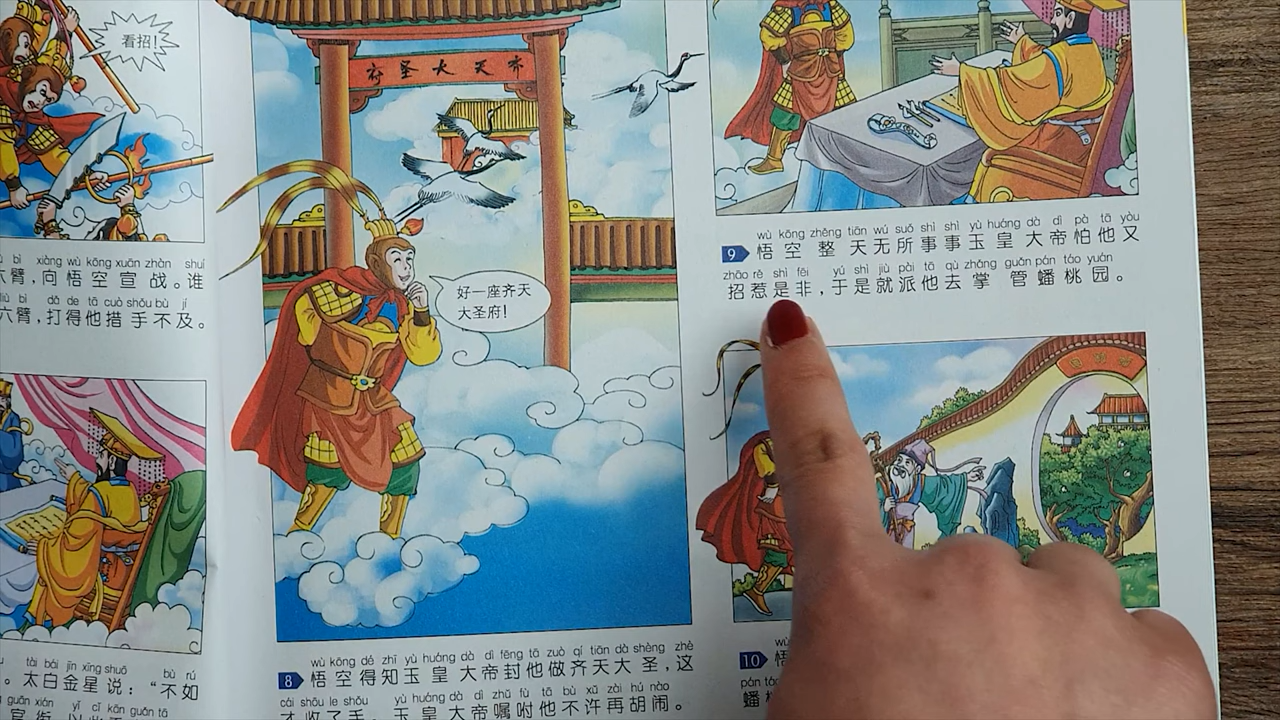 看招!
bì xiàng wù kōng xuān zhàn shuí
六臂,向悟空宣战。谁
liù bì dǎ de tā cuò shǒu bù jí
六臂,打得他措手不及。
tài bái jīn xīng shuō bù rú
。太白金星说:“不如
府圣大天齐
好一座齐天
大圣府!
wù kōng dé zhī yù huáng dà dì fēng tā zuò qí tiān dà shèng zhè
8 悟空得知玉皇大帝封他做齐天大圣,这
cái shōu le shǒu yù huáng dà dì zhǔ fù tā bù xǔ zài hú nào
才收了手。玉皇大帝嘱咐他不许再胡闹。
wù kōng zhěng tiān wú suǒ shì shì yù huáng dà dì pà tā yòu
9 悟空整天无所事事玉皇大帝怕他又
zhāo rě shì fēi yú shì jiù pài tā qù zhǎng guǎn pán táo yuán
招惹是非,于是就派他去掌管蟠桃园。
10